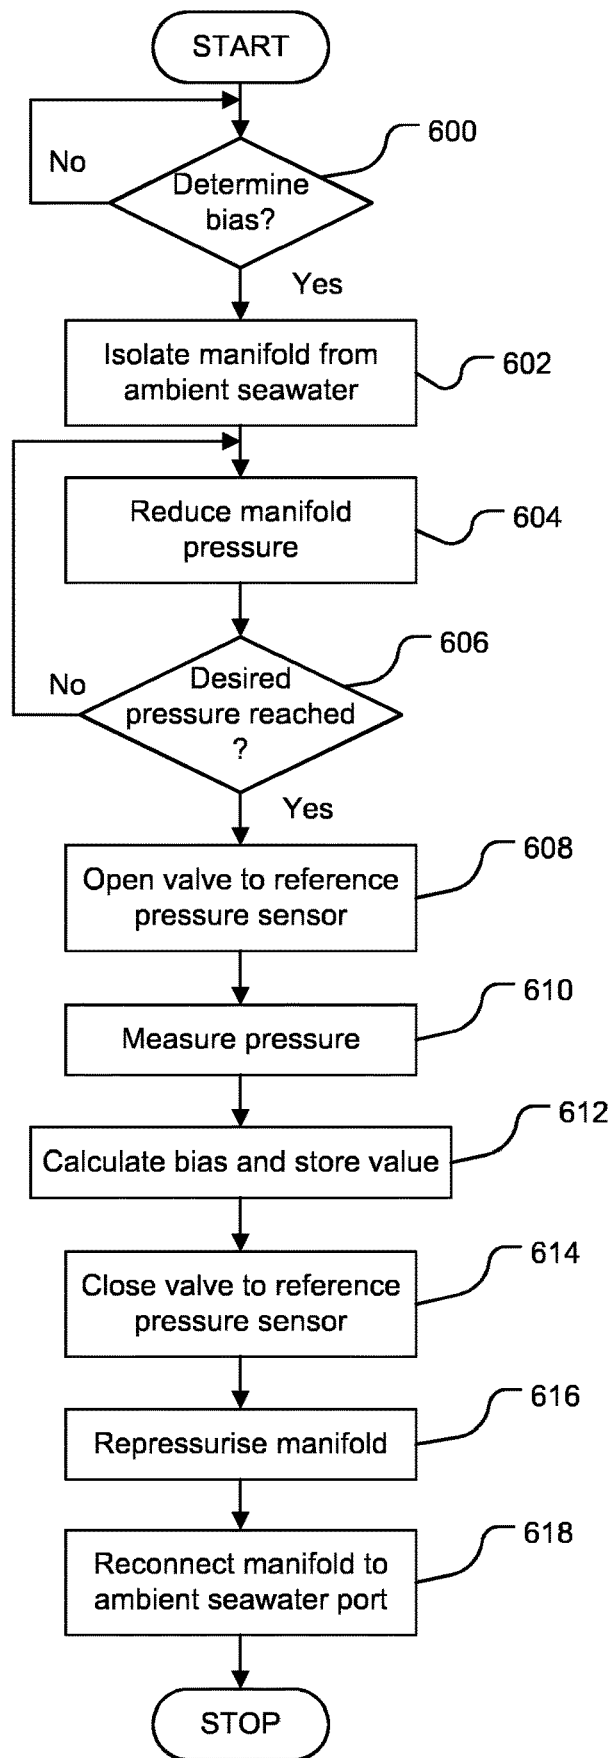 START
600
No
Determine
bias?
Yes
Isolate manifold from
ambient seawater
602
Reduce manifold
pressure
604
606
No
Desired
pressure reached
?
Yes
608
Open valve to reference
pressure sensor
610
Measure pressure
612
Calculate bias and store value
614
Close valve to reference
pressure sensor
616
Repressurise manifold
618
Reconnect manifold to
ambient seawater port
STOP